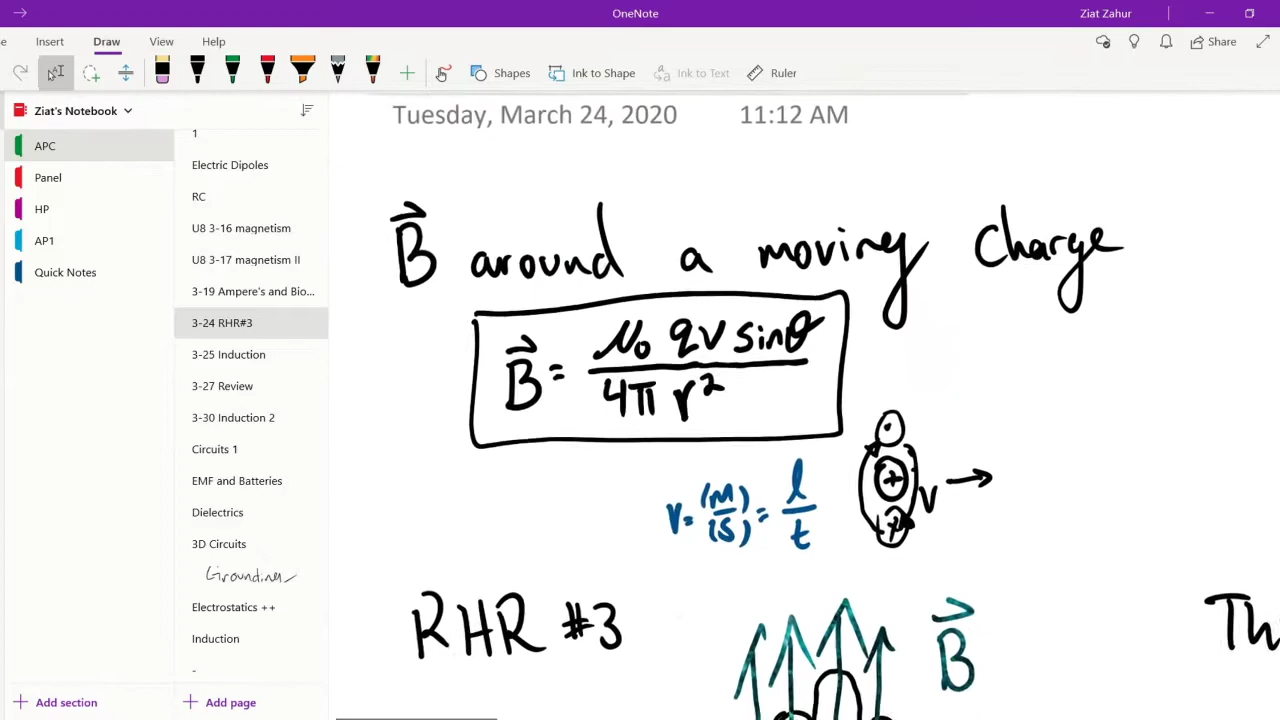 OneNote
Ziat Zahur
Insert Draw View Help
Share
Shapes Ink to Shape Ink to Text Ruler
Ziat's Notebook
APC
Panel
HP
AP1
Quick Notes
Add section
1
Electric Dipoles
RC
U8 3-16 magnetism
U8 3-17 magnetism II
3-19 Ampere's and Bio...
3-24 RHR#3
3-25 Induction
3-27 Review
3-30 Induction 2
Circuits 1
EMF and Batteries
Dielectrics
3D Circuits
Grounding
Electrostatics ++
Induction
-
Add page
Tuesday, March 24, 2020 11:12 AM
B⃗ around a moving charge
B⃗ = μ₀ qv sinθ / 4π r²
v = (m)/(s) = l/t
+ v →
RHR #3
B⃗